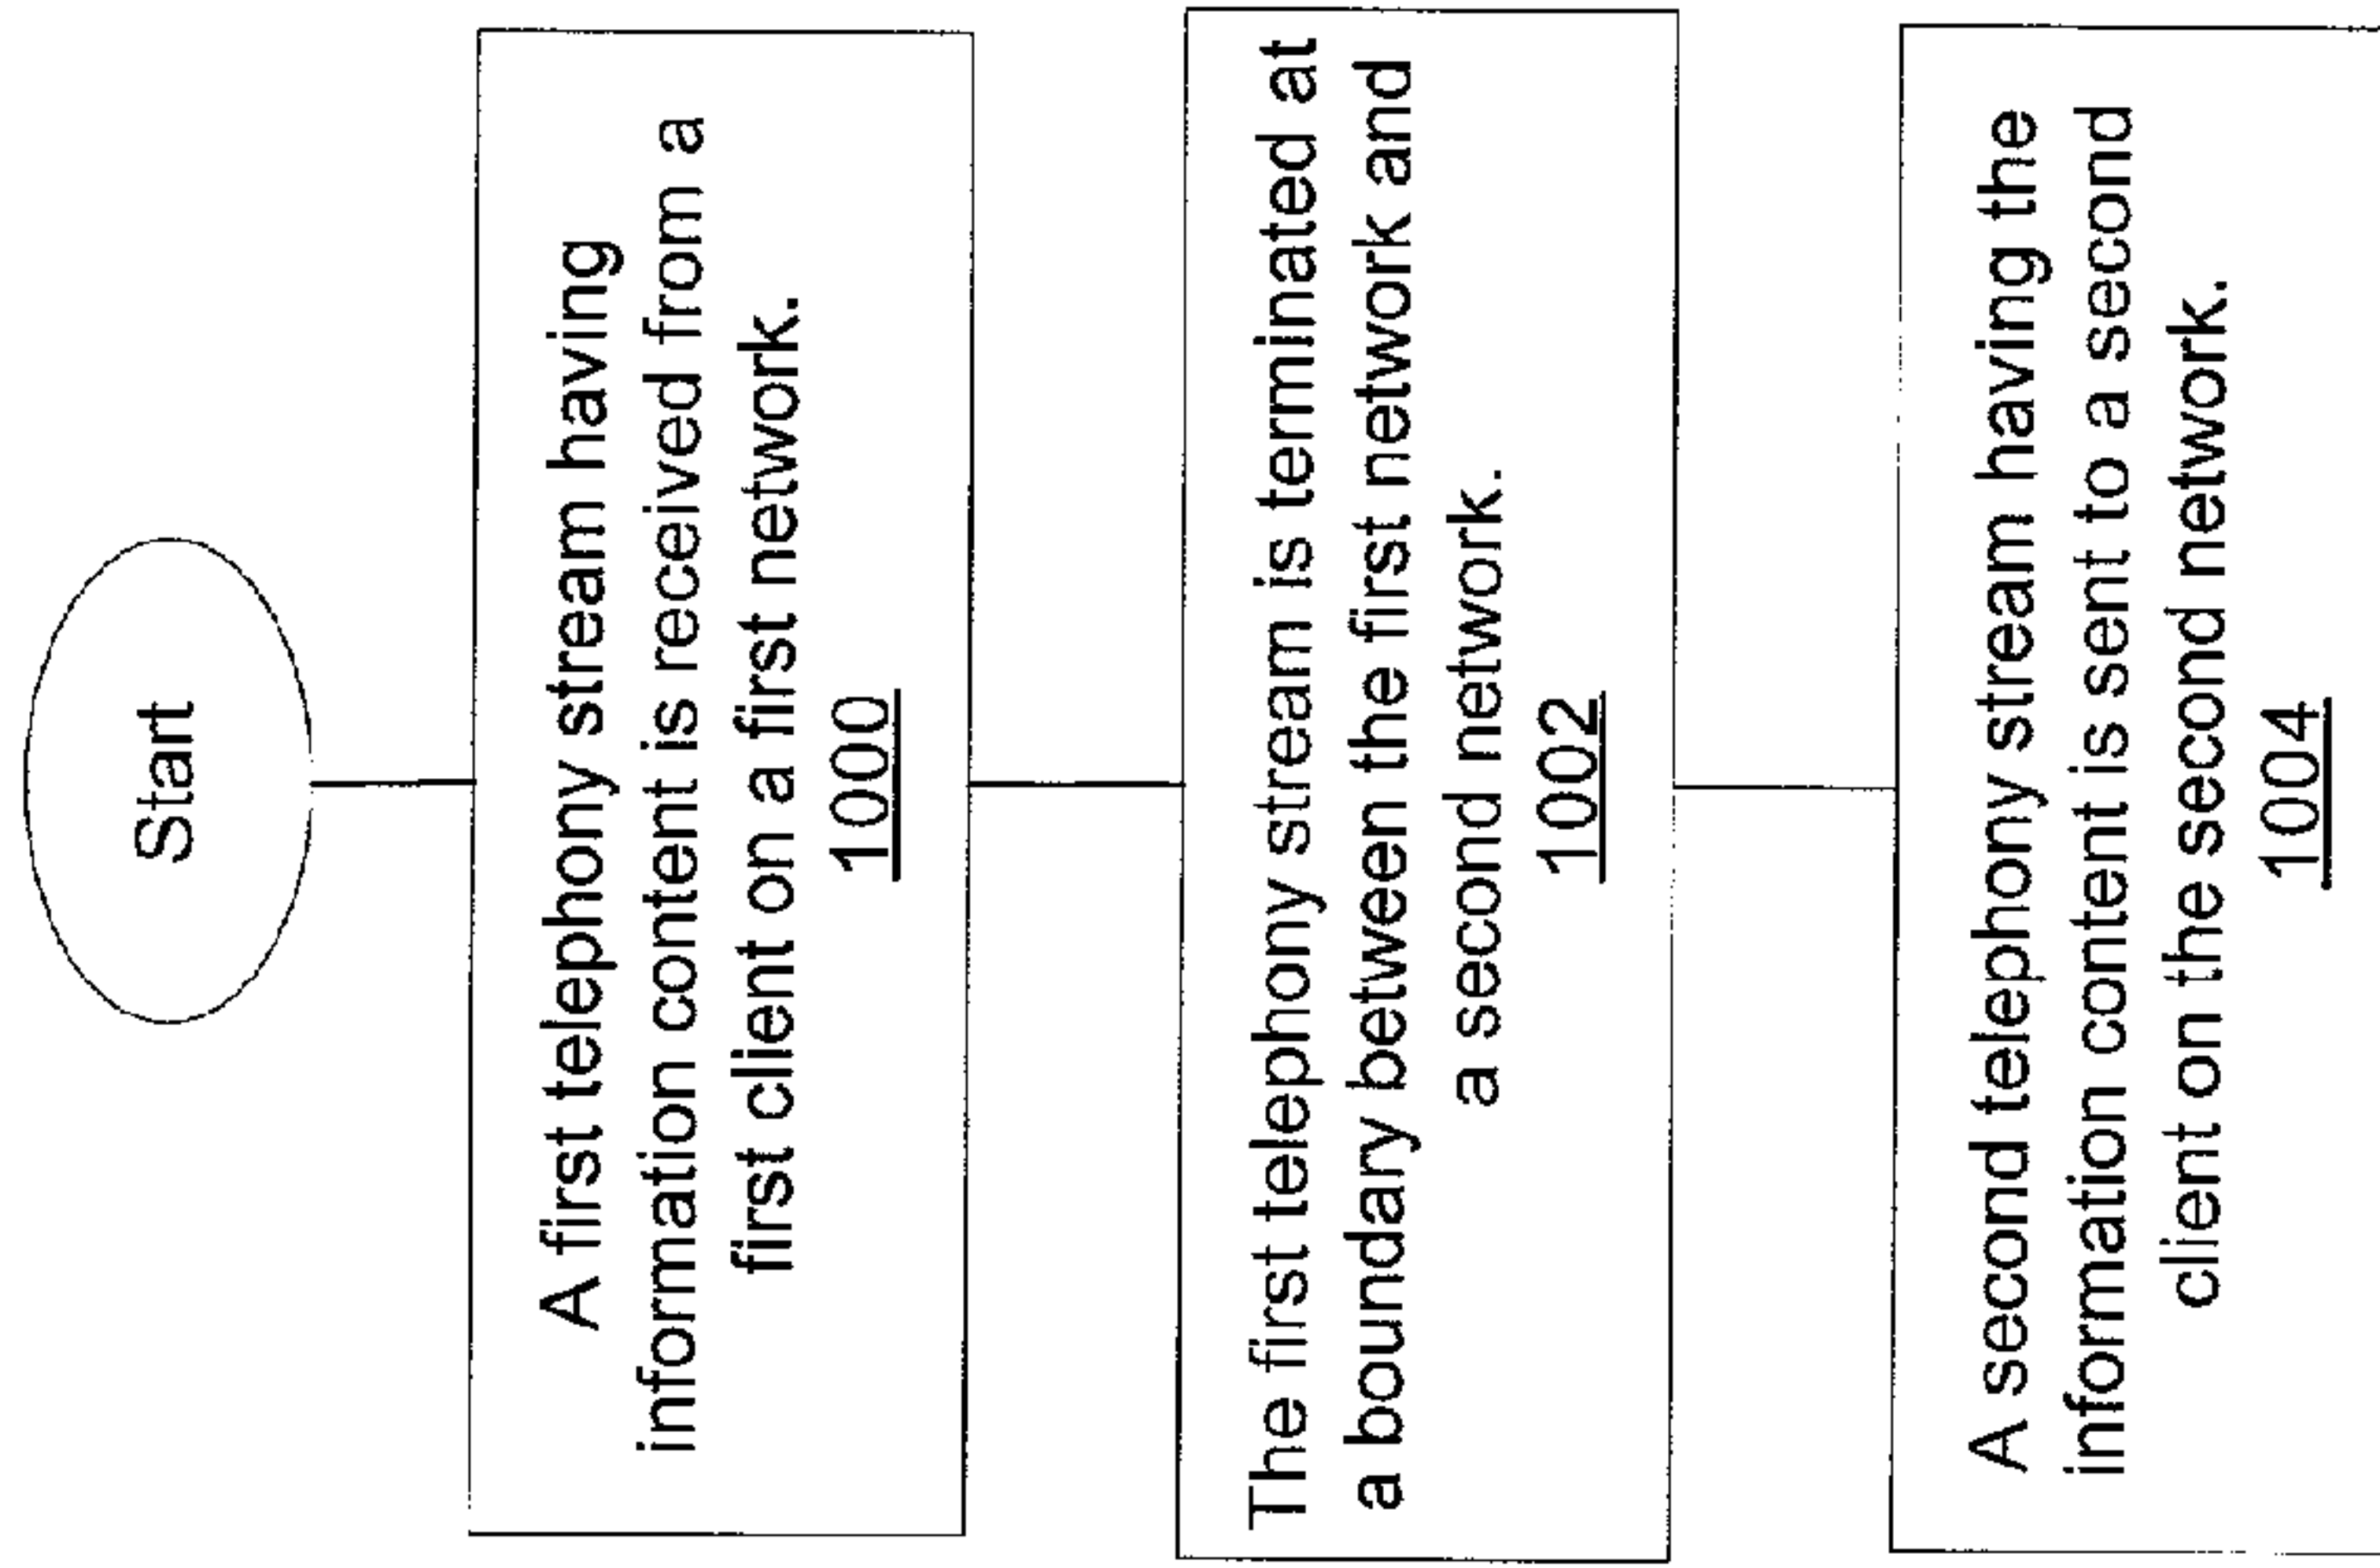 Start
A first telephony stream having
information content is received from a
first client on a first network.
1000
The first telephony stream is terminated at
a boundary between the first network and
a second network.
1002
A second telephony stream having the
information content is sent to a second
client on the second network.
1004